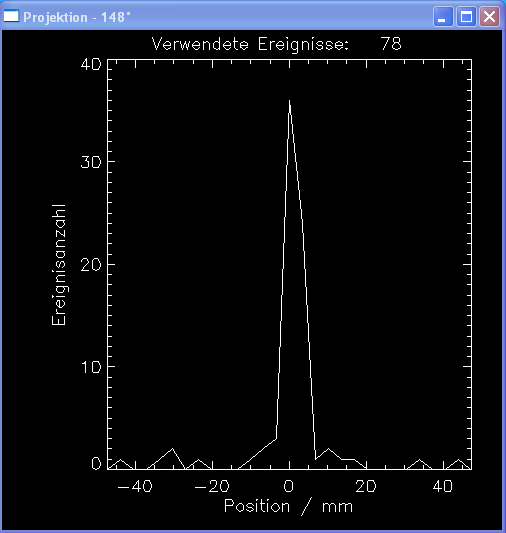 Projektion - 148°
Verwendete Ereignisse: 78
Ereignisanzahl
40
30
20
10
0
−40 −20 0 20 40
Position / mm